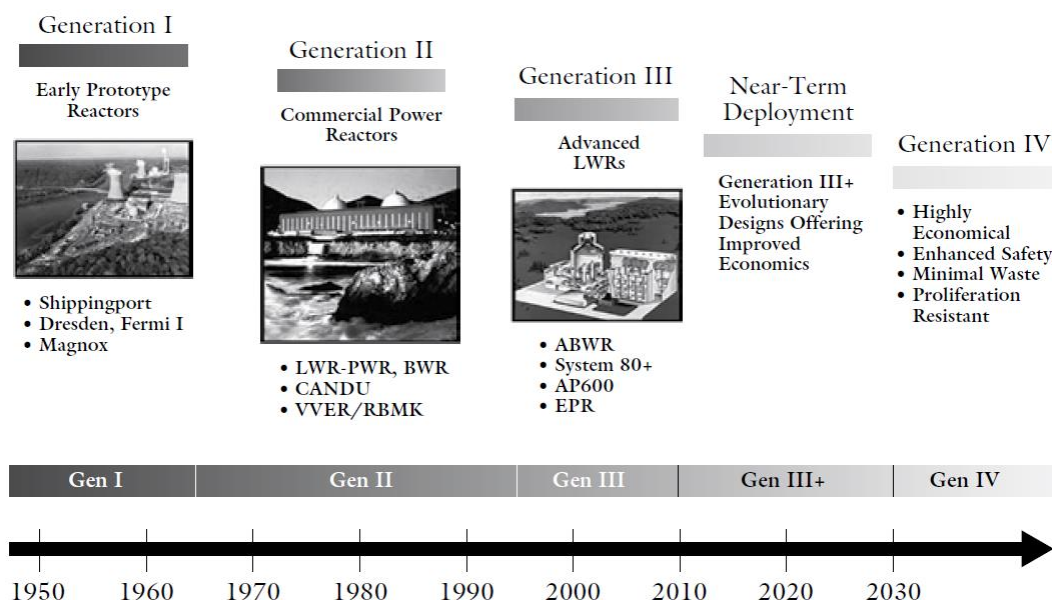 Generation I
Early Prototype
Reactors
• Shippingport
• Dresden, Fermi I
• Magnox
Generation II
Commercial Power
Reactors
• LWR-PWR, BWR
• CANDU
• VVER/RBMK
Generation III
Advanced
LWRs
• ABWR
• System 80+
• AP600
• EPR
Near-Term
Deployment
Generation III+
Evolutionary
Designs Offering
Improved
Economics
Generation IV
• Highly
Economical
• Enhanced Safety
• Minimal Waste
• Proliferation
Resistant
Gen I
Gen II
Gen III
Gen III+
Gen IV
1950 1960 1970 1980 1990 2000 2010 2020 2030